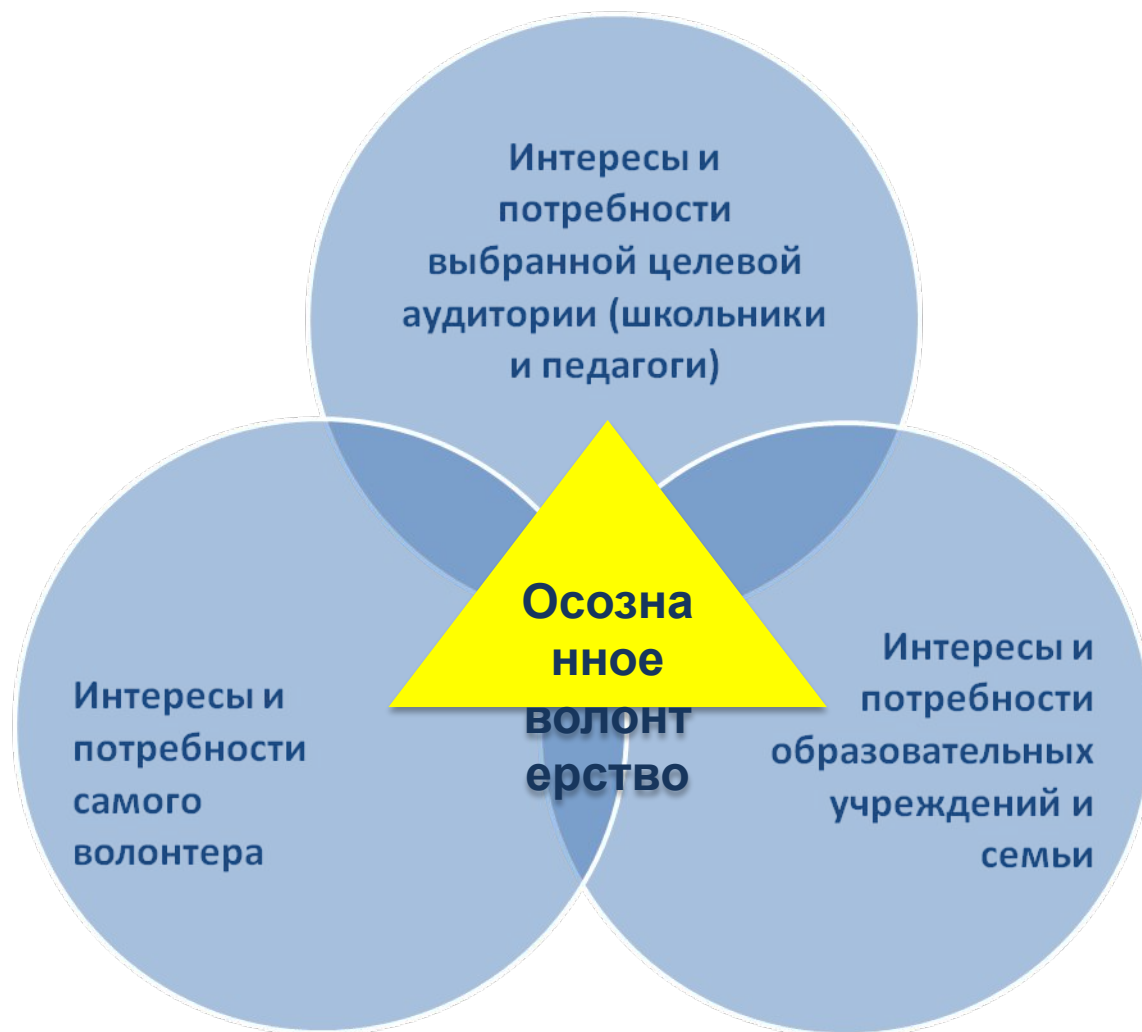 Интересы и
потребности
выбранной целевой
аудитории (школьники
и педагоги)
Осозна
нное
волонт
ерство
Интересы и
потребности
самого
волонтера
Интересы и
потребности
образовательных
учреждений и
семьи